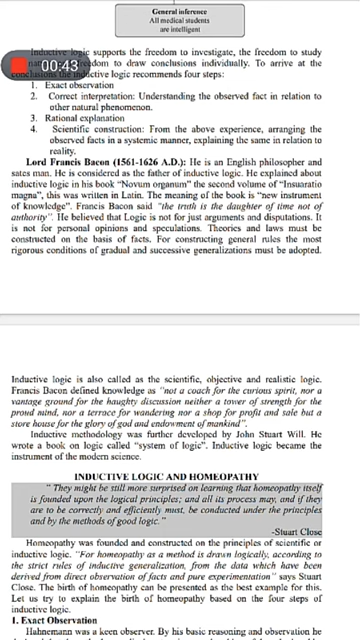 General inference
All medical students
are intelligent
Inductive logic supports the freedom to investigate, the freedom to study
freedom to draw conclusions individually. To arrive at the
00:43
conclusions the inductive logic recommends four steps:
1. Exact observation
2. Correct interpretation: Understanding the observed fact in relation to
other natural phenomenon.
3. Rational explanation
4. Scientific construction: From the above experience, arranging the
observed facts in a systemic manner, explaining the same in relation to
reality.
Lord Francis Bacon (1561-1626 A.D.): He is an English philosopher and
sates man. He is considered as the father of inductive logic. He explained about
inductive logic in his book "Novum organum" the second volume of "Insuaratio
magna", this was written in Latin. The meaning of the book is "new instrument
of knowledge". Francis Bacon said "the truth is the daughter of time not of
authority". He believed that Logic is not for just arguments and disputations. It
is not for personal opinions and speculations. Theories and laws must be
constructed on the basis of facts. For constructing general rules the most
rigorous conditions of gradual and successive generalizations must be adopted.
Inductive logic is also called as the scientific, objective and realistic logic.
Francis Bacon defined knowledge as "not a coach for the curious spirit, nor a
vantage ground for the haughty discussion neither a tower of strength for the
proud mind, nor a terrace for wandering nor a shop for profit and sale but a
store house for the glory of god and endowment of mankind".
Inductive methodology was further developed by John Stuart Will. He
wrote a book on logic called "system of logic". Inductive logic became the
instrument of the modern science.
INDUCTIVE LOGIC AND HOMEOPATHY
" They might be still more surprised on learning that homeopathy itself
is founded upon the logical principles; and all its process may, and if they
are to be correctly and efficiently must, be conducted under the principles
and by the methods of good logic."
-Stuart Close
Homeopathy was founded and constructed on the principles of scientific or
inductive logic. "For homeopathy as a method is drawn logically, according to
the strict rules of inductive generalization, from the data which have been
derived from direct observation of facts and pure experimentation" says Stuart
Close. The birth of homeopathy can be presented as the best example for this.
Let us try to explain the birth of homeopathy based on the four steps of
inductive logic.
1. Exact Observation
Hahnemann was a keen observer. By his basic reasoning and observation he